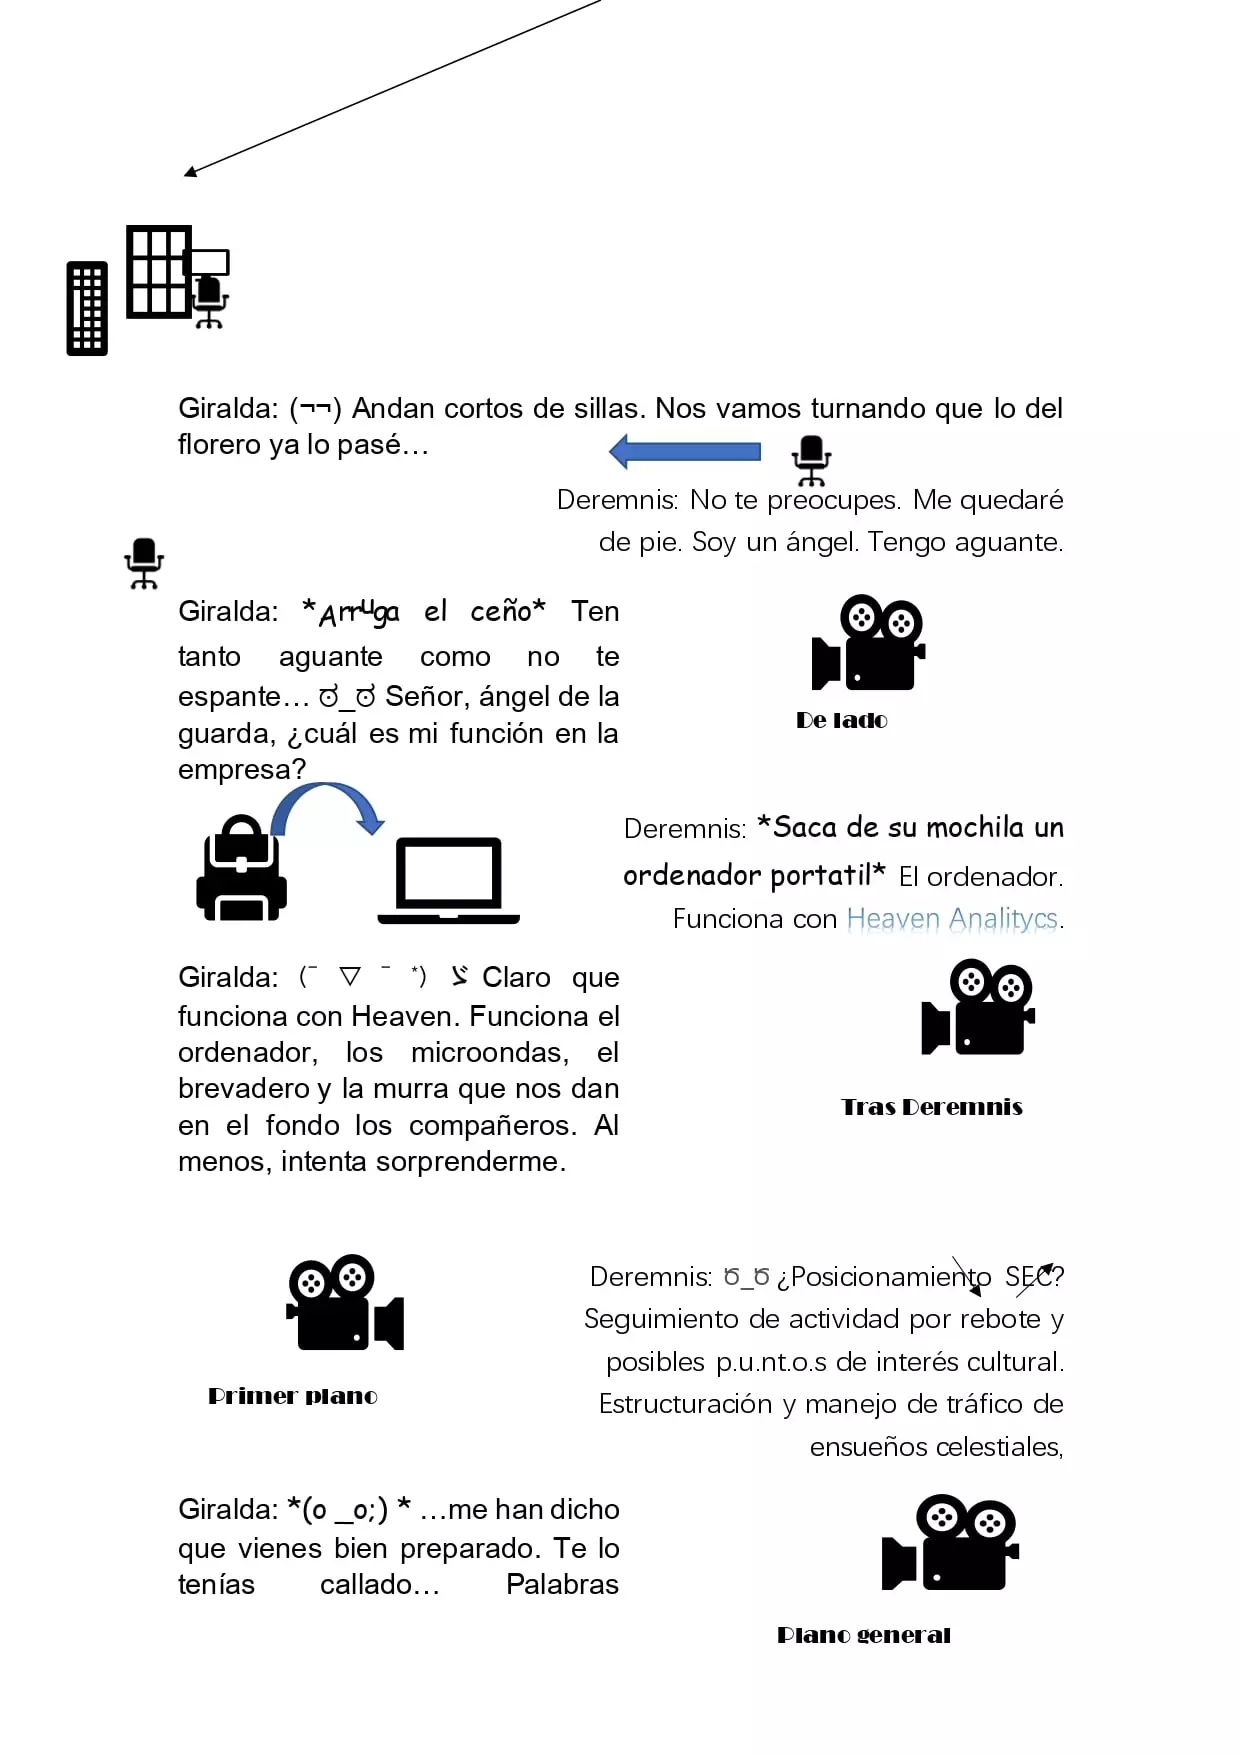 Giralda: (¬¬) Andan cortos de sillas. Nos vamos turnando que lo del
florero ya lo pasé…
Deremnis: No te preocupes. Me quedaré
de pie. Soy un ángel. Tengo aguante.
Giralda: *Arruga el ceño* Ten
tanto aguante como no te
espante… ಠ_ಠ Señor, ángel de la
guarda, ¿cuál es mi función en la
empresa?
De lado
Deremnis: *Saca de su mochila un
ordenador portatil* El ordenador.
Funciona con Heaven Analitycs.
Giralda: (¯ ▽ ¯ *) ゞ Claro que
funciona con Heaven. Funciona el
ordenador, los microondas, el
brevadero y la murra que nos dan
en el fondo los compañeros. Al
menos, intenta sorprenderme.
Tras Deremnis
Deremnis: Ծ_Ծ ¿Posicionamiento SEC?
Seguimiento de actividad por rebote y
posibles p.u.nt.o.s de interés cultural.
Estructuración y manejo de tráfico de
ensueños celestiales,
Primer plano
Giralda: *(o _o;) * …me han dicho
que vienes bien preparado. Te lo
tenías callado… Palabras
Plano general